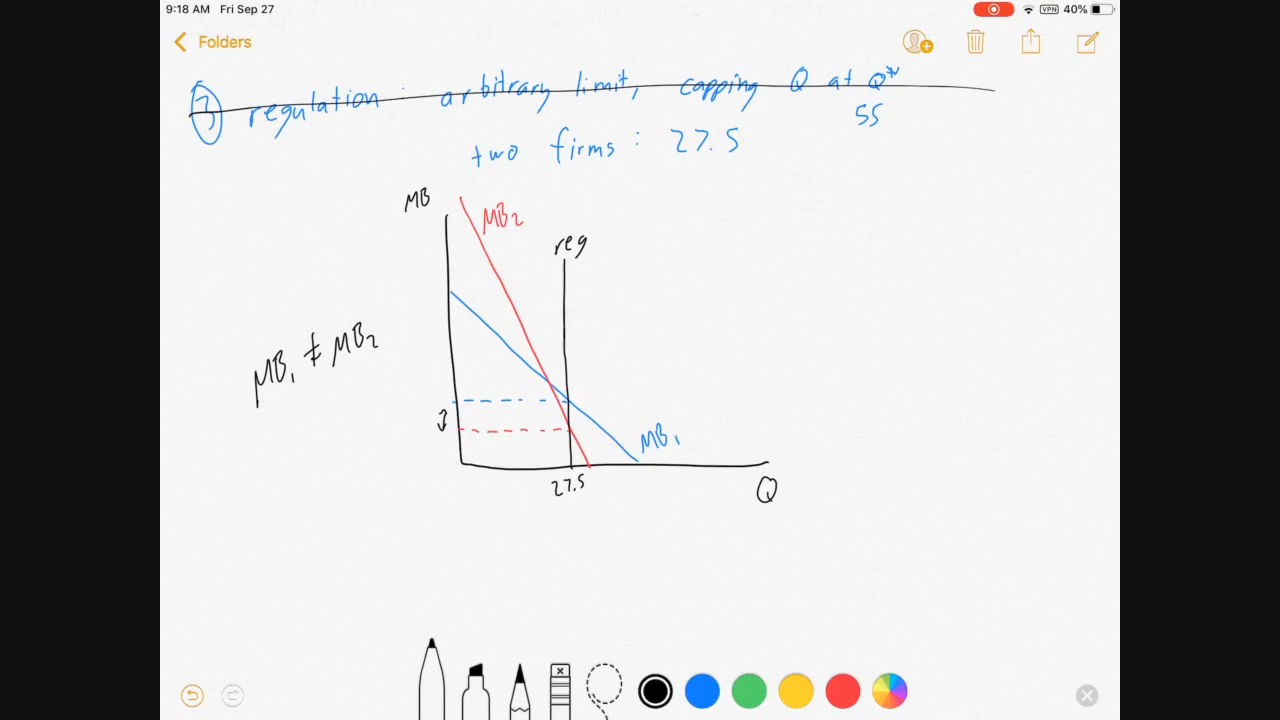 9:18 AM Fri Sep 27
VPN 40%
Folders
3 regulation : arbitrary limit, capping Q at Q*
55
two firms : 27.5
MB
MB2
reg
MB1 ≠ MB2
MB1
27.5
Q